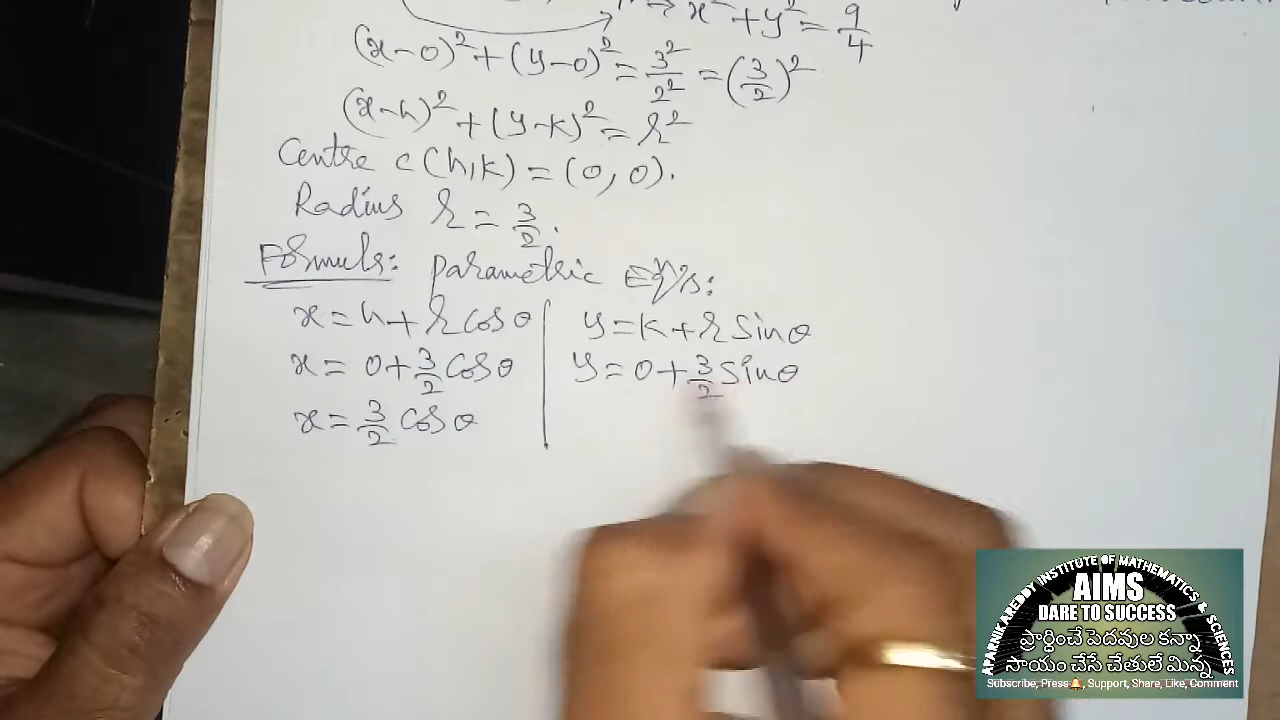 ⇒ x² + y² = 9/4
(x-0)² + (y-0)² = 3²/2² = (3/2)²
(x-h)² + (y-k)² = r²
Centre c(h,k) = (0, 0).
Radius r = 3/2.
Formula: parametric Eq/s:
x = h + r cos θ | y = k + r sin θ
x = 0 + 3/2 cos θ | y = 0 + 3/2 sin θ
x = 3/2 cos θ
APARNIKAREDDY INSTITUTE OF MATHEMATICS & SCIENCES
AIMS
DARE TO SUCCESS
ప్రార్థించే పెదవుల కన్నా
సాయం చేసే చేతులే మిన్న
Subscribe, Press🔔, Support, Share, Like, Comment